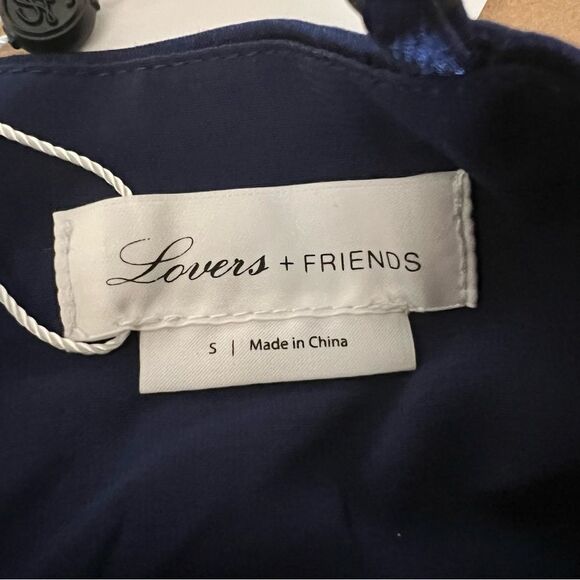 Lovers + FRIENDS
S | Made in China